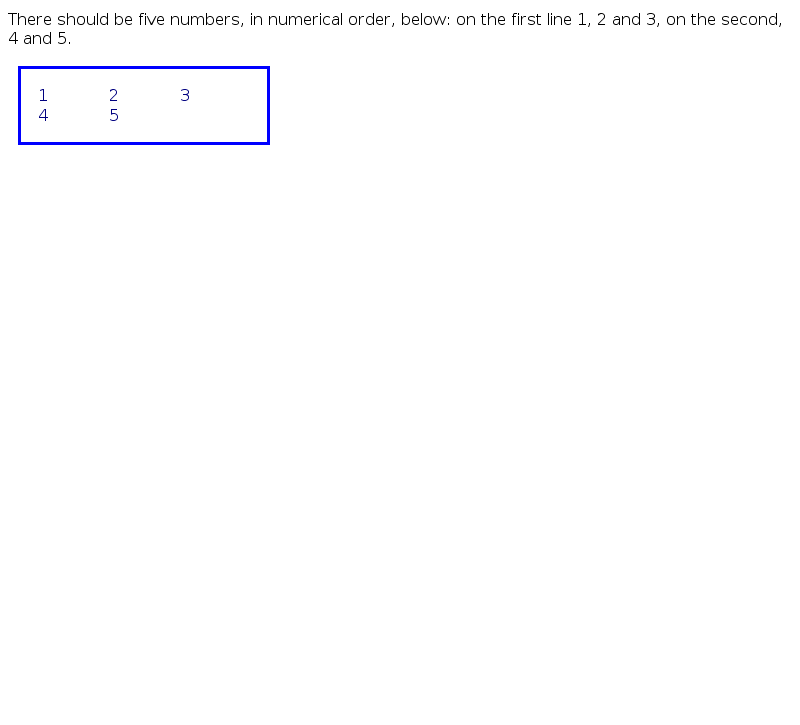 There should be five numbers, in numerical order, below: on the first line 1, 2 and 3, on the second,
4 and 5.
1 2 3
4 5